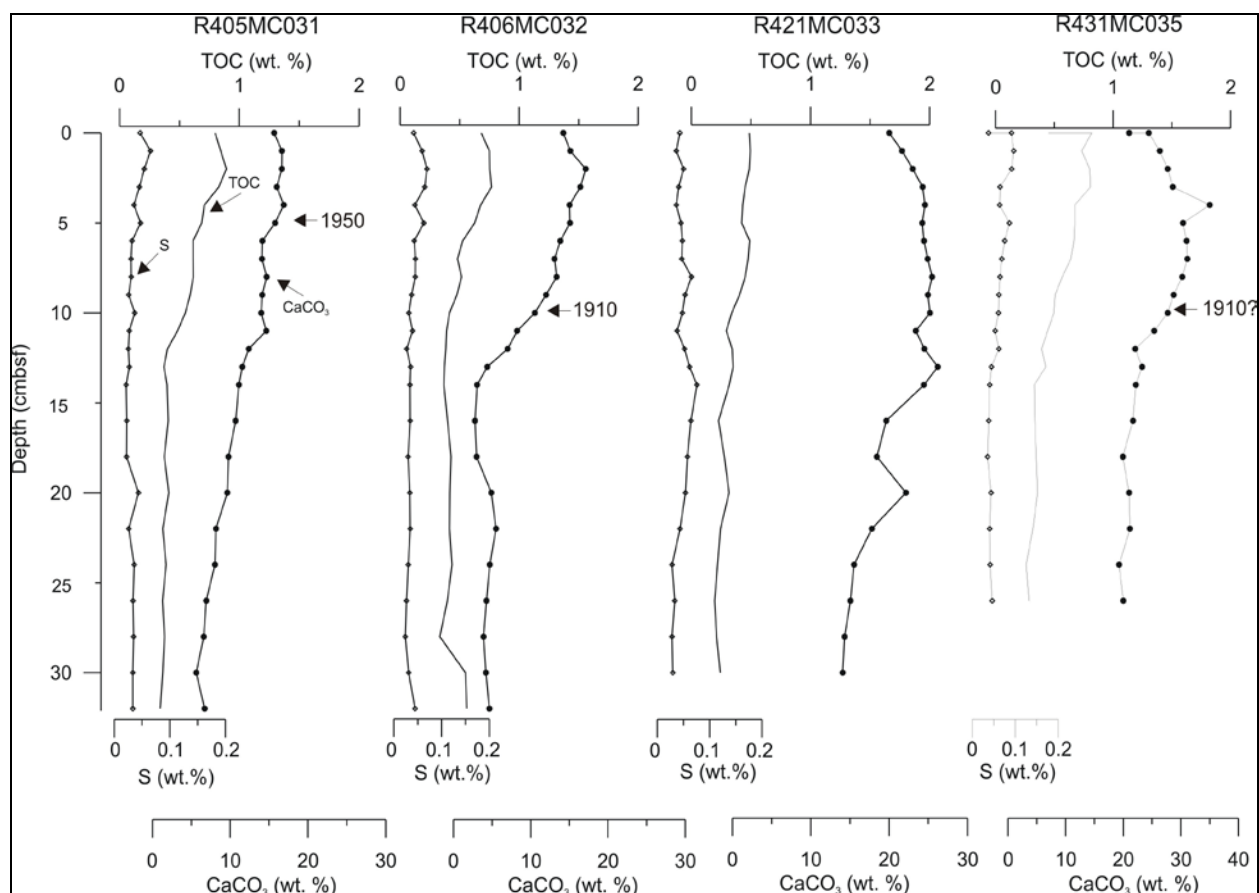 R405MC031 R406MC032 R421MC033 R431MC035
TOC (wt. %) TOC (wt. %) TOC (wt. %) TOC (wt. %)
0 1 2 0 1 2 0 1 2 0 1 2
0
5
10
15
20
25
30
Depth (cmbsf)
TOC
S
CaCO₃
1950
1910
1910?
0 0.1 0.2 0 0.1 0.2 0 0.1 0.2 0 0.1 0.2
S (wt.%) S (wt.%) S (wt.%) S (wt.%)
0 10 20 30 0 10 20 30 0 10 20 30 0 10 20 30 40
CaCO₃ (wt. %) CaCO₃ (wt. %) CaCO₃ (wt. %) CaCO₃ (wt. %)